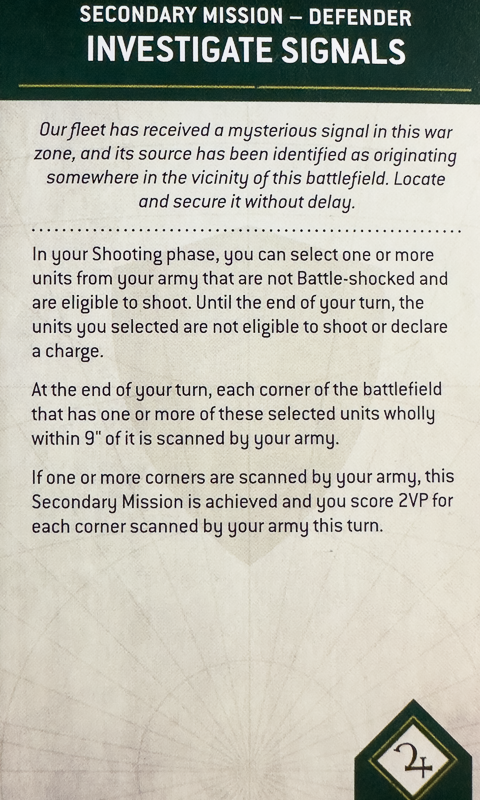 SECONDARY MISSION – DEFENDER
INVESTIGATE SIGNALS
Our fleet has received a mysterious signal in this war
zone, and its source has been identified as originating
somewhere in the vicinity of this battlefield. Locate
and secure it without delay.
In your Shooting phase, you can select one or more
units from your army that are not Battle-shocked and
are eligible to shoot. Until the end of your turn, the
units you selected are not eligible to shoot or declare
a charge.
At the end of your turn, each corner of the battlefield
that has one or more of these selected units wholly
within 9" of it is scanned by your army.
If one or more corners are scanned by your army, this
Secondary Mission is achieved and you score 2VP for
each corner scanned by your army this turn.